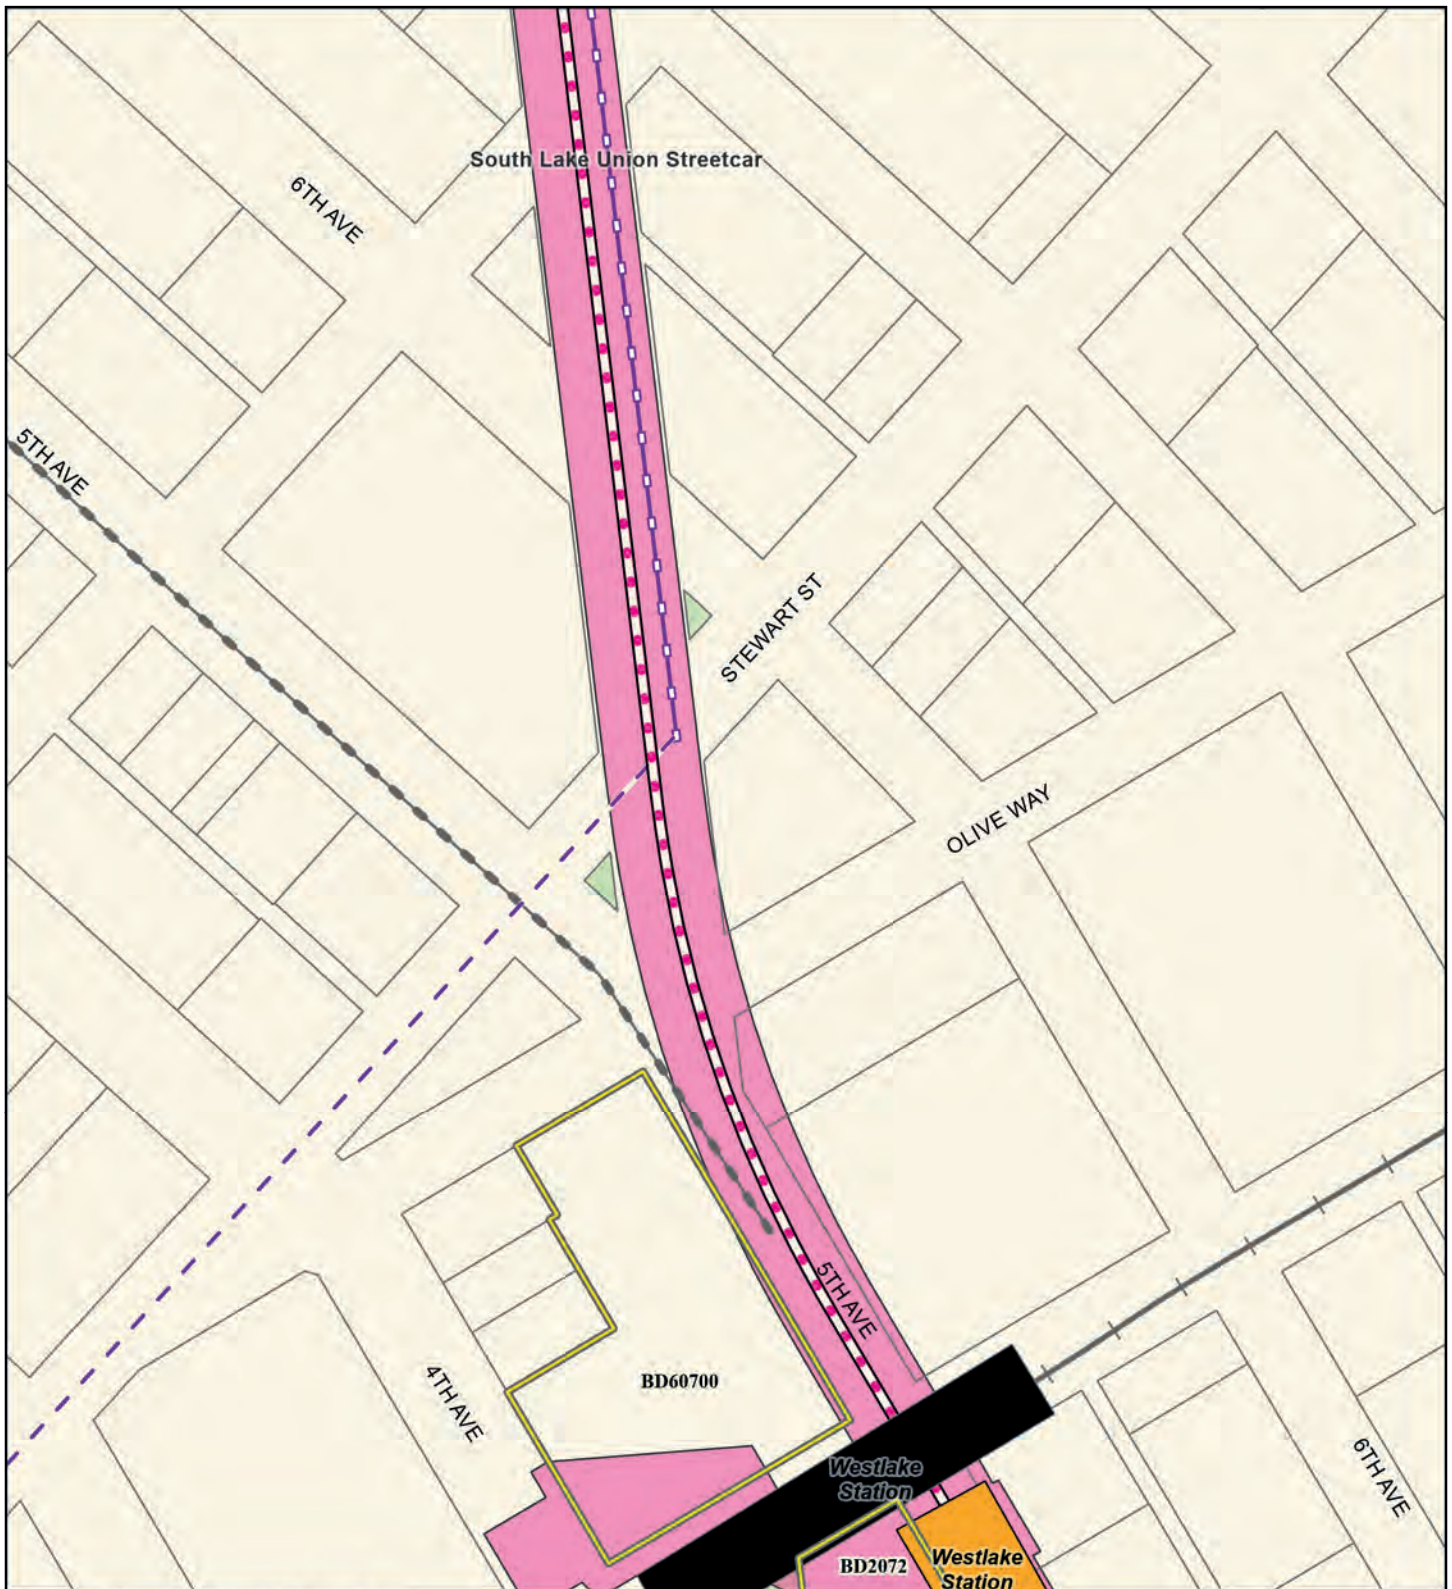 South Lake Union Streetcar
6TH AVE
5TH AVE
STEWART ST
OLIVE WAY
5TH AVE
BD60700
4TH AVE
Westlake
Station
6TH AVE
BD2072
Westlake
Station